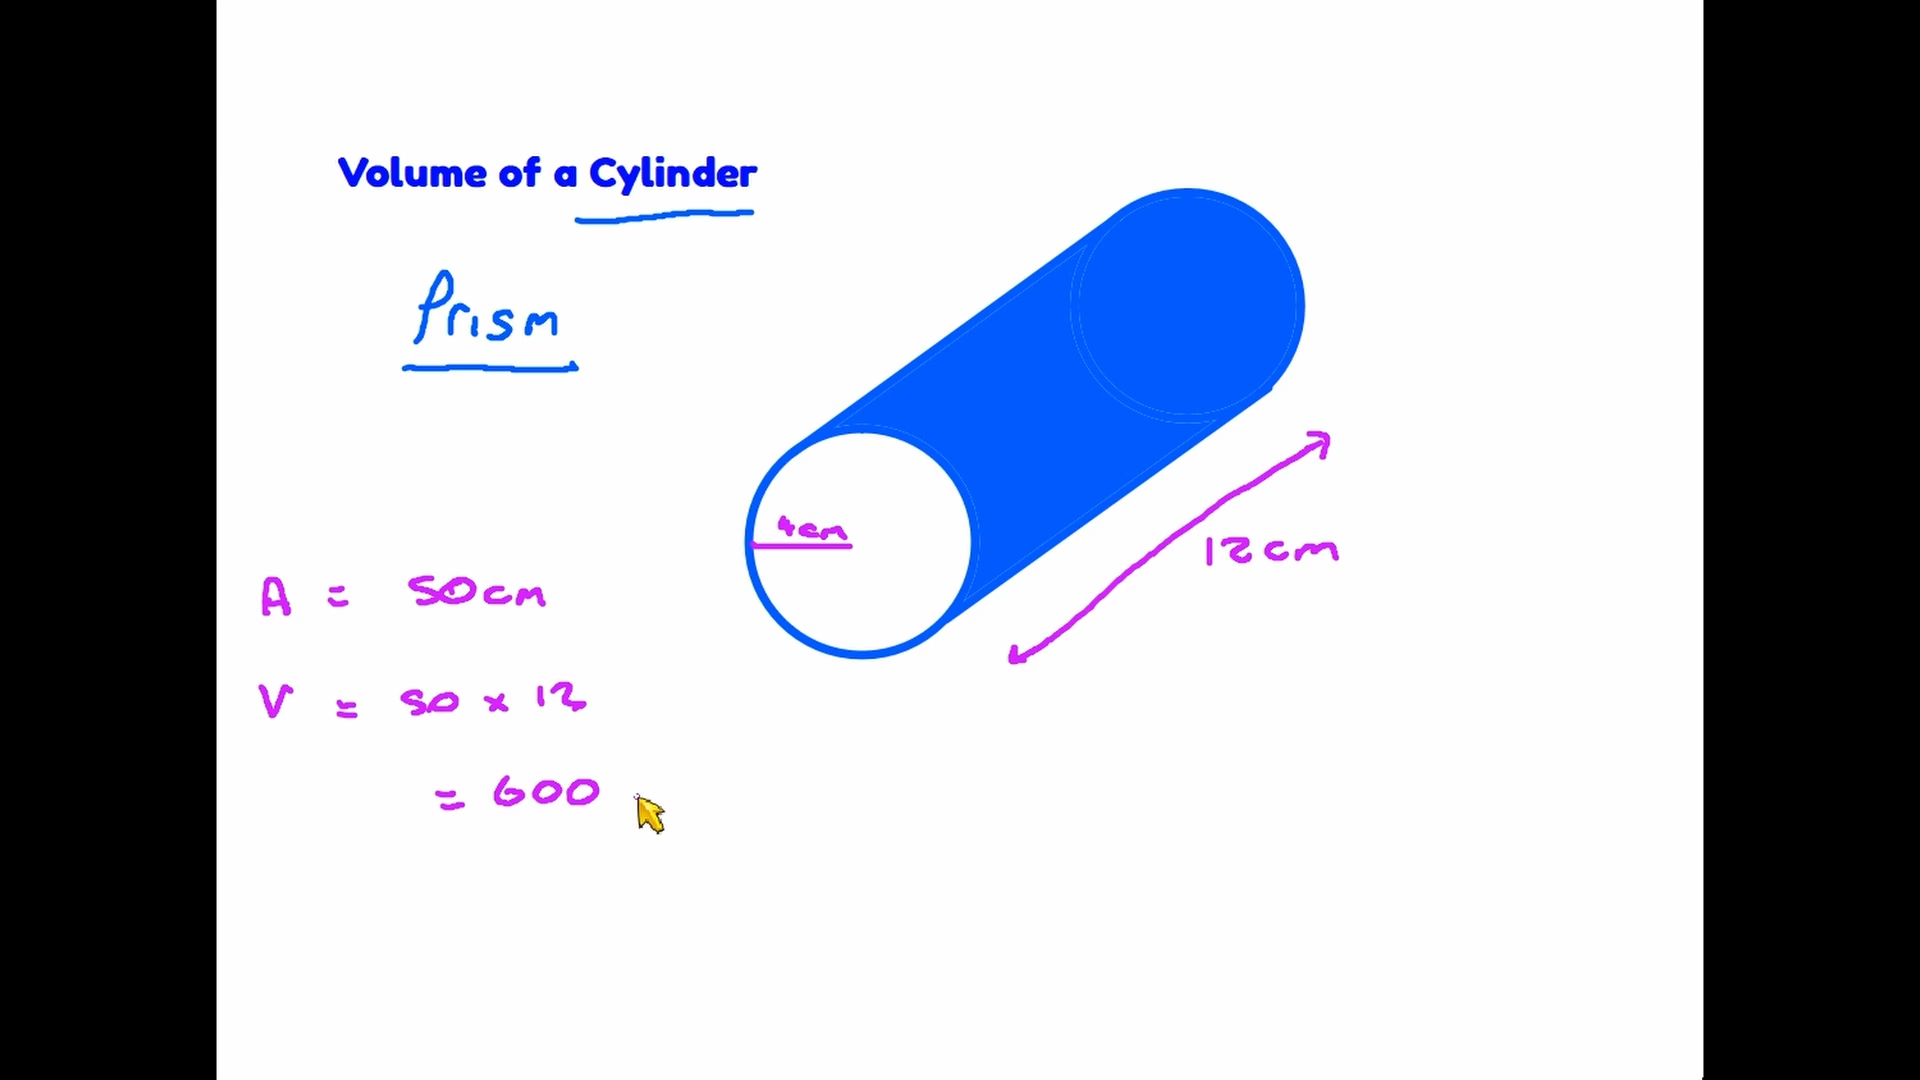 Volume of a Cylinder
Prism
4cm
12cm
A = 50cm
V = 50 x 12
= 600